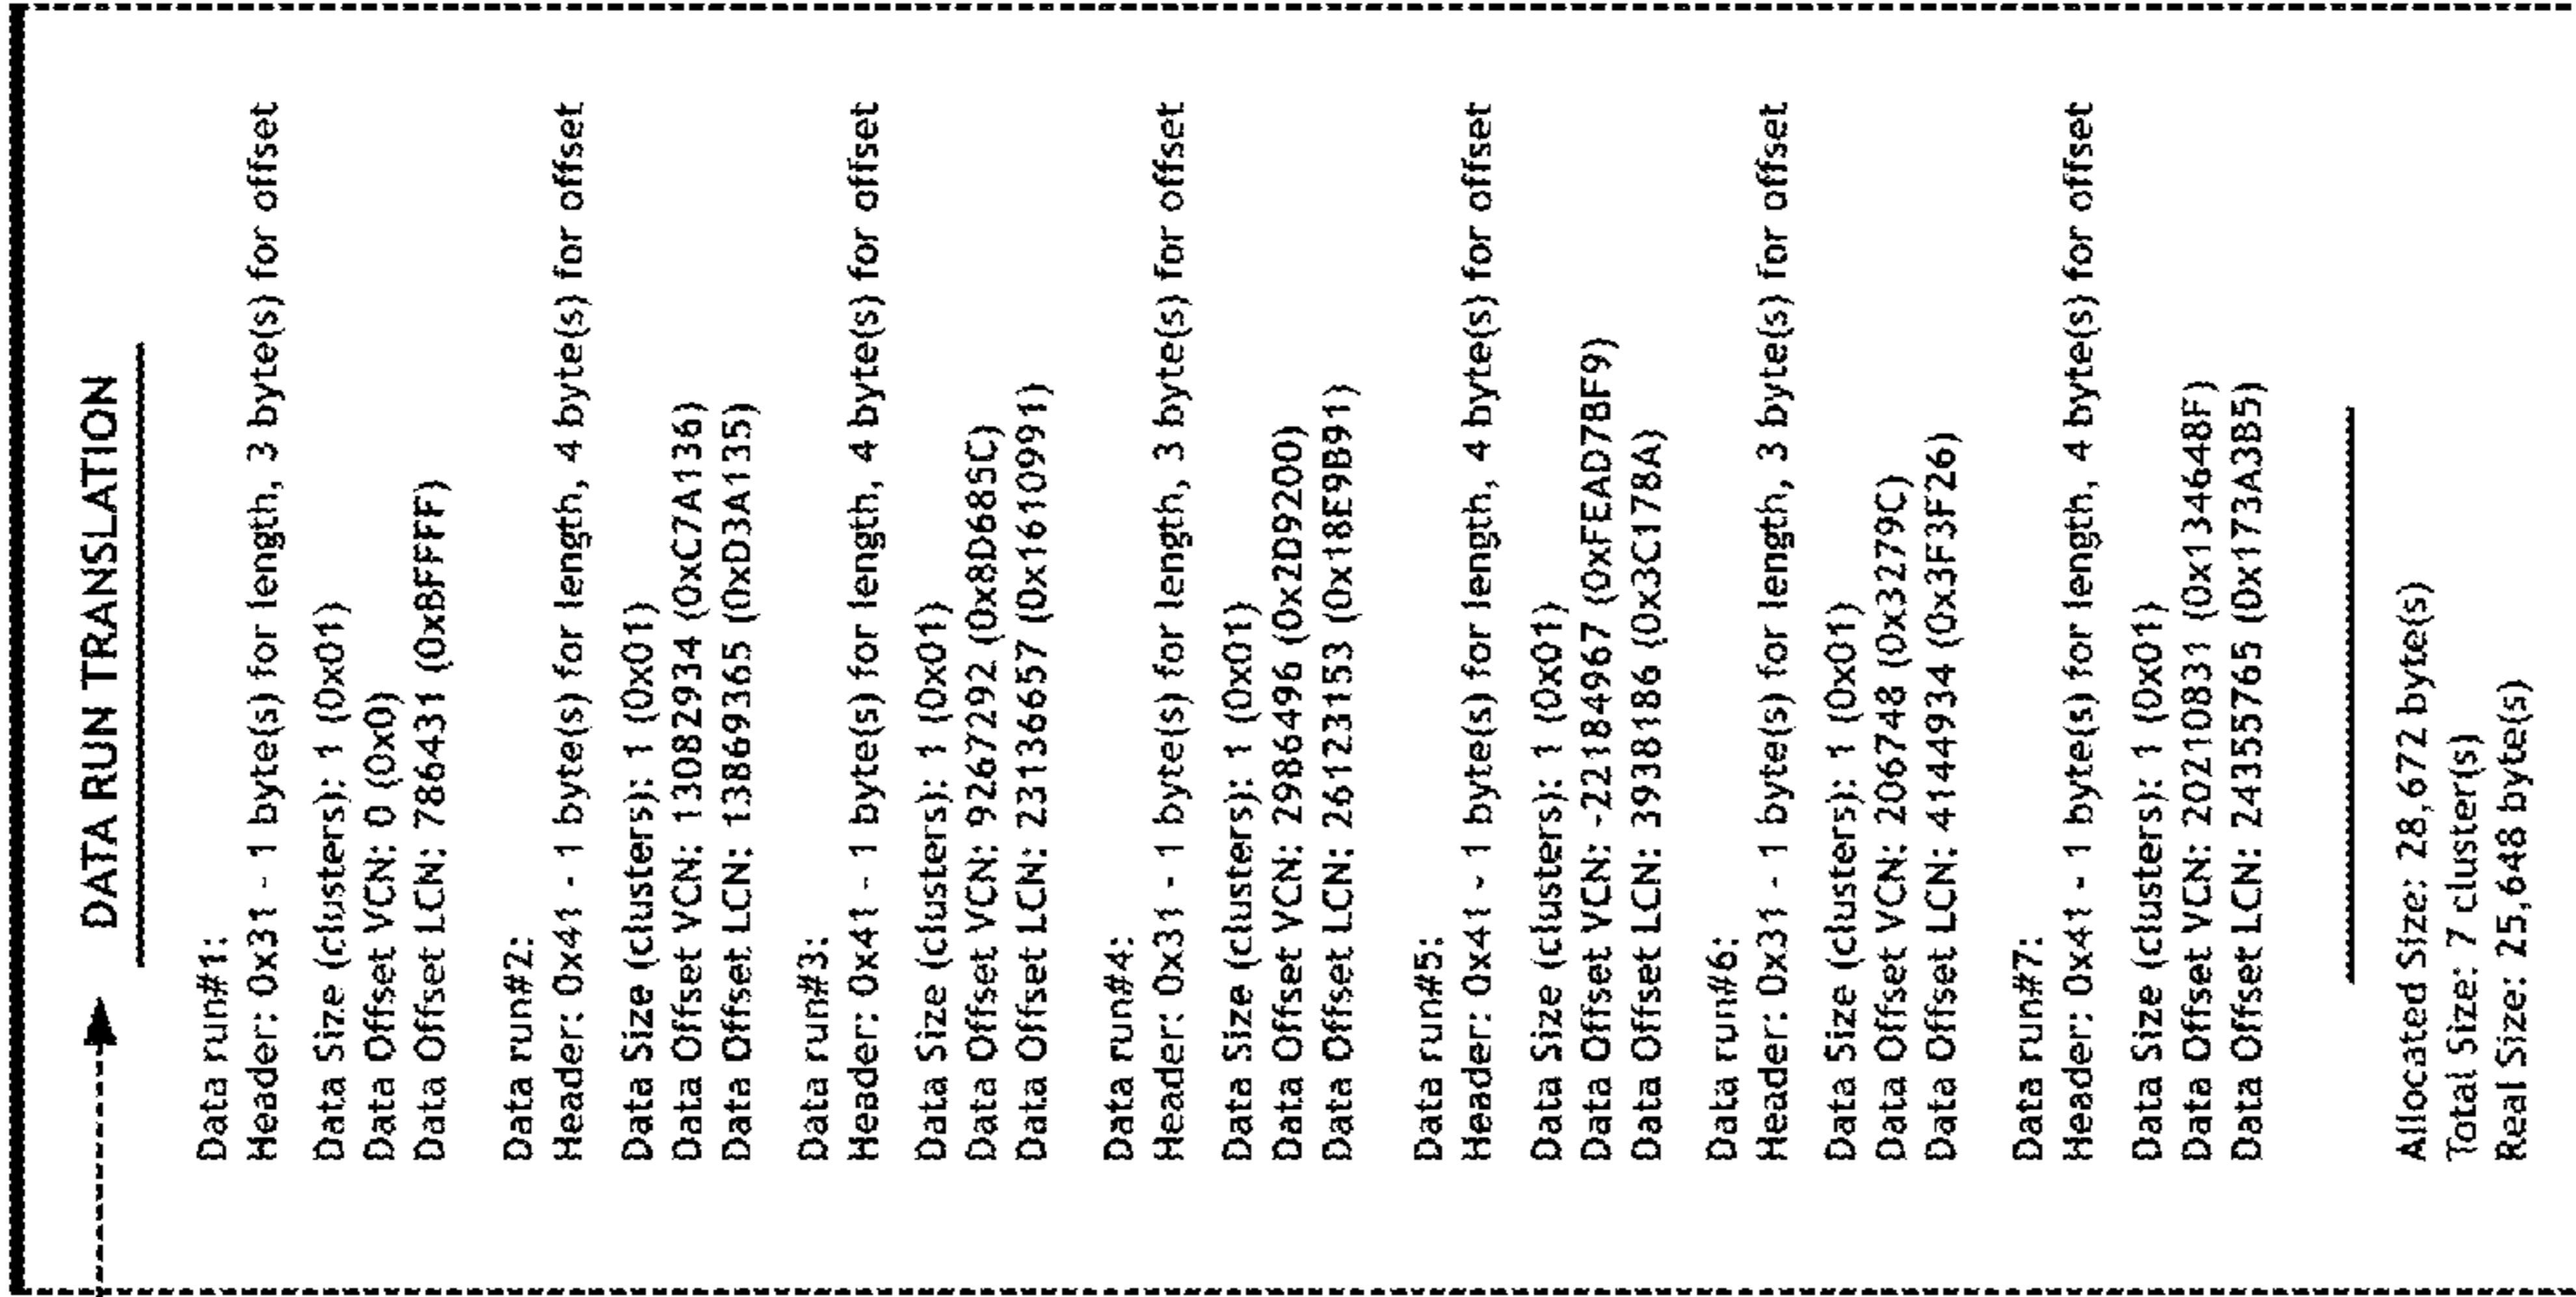 DATA RUN TRANSLATION
Data run#1:
Header: 0x31 - 1 byte(s) for length, 3 byte(s) for offset
Data Size (clusters): 1 (0x01)
Data Offset VCN: 0 (0x0)
Data Offset LCN: 786431 (0xBFFFF)
Data run#2:
Header: 0x41 - 1 byte(s) for length, 4 byte(s) for offset
Data Size (clusters): 1 (0x01)
Data Offset VCN: 13082934 (0xC7A136)
Data Offset LCN: 13869365 (0xD3A135)
Data run#3:
Header: 0x41 - 1 byte(s) for length, 4 byte(s) for offset
Data Size (clusters): 1 (0x01)
Data Offset VCN: 9267292 (0x8D685C)
Data Offset LCN: 23136657 (0x1610991)
Data run#4:
Header: 0x31 - 1 byte(s) for length, 3 byte(s) for offset
Data Size (clusters): 1 (0x01)
Data Offset VCN: 2986496 (0x2D9200)
Data Offset LCN: 26123153 (0x18E9B91)
Data run#5:
Header: 0x41 - 1 byte(s) for length, 4 byte(s) for offset
Data Size (clusters): 1 (0x01)
Data Offset VCN: -22184967 (0xFEAD7BF9)
Data Offset LCN: 3938186 (0x3C178A)
Data run#6:
Header: 0x31 - 1 byte(s) for length, 3 byte(s) for offset
Data Size (clusters): 1 (0x01)
Data Offset VCN: 206748 (0x3279C)
Data Offset LCN: 4144934 (0x3F3F26)
Data run#7:
Header: 0x41 - 1 byte(s) for length, 4 byte(s) for offset
Data Size (clusters): 1 (0x01)
Data Offset VCN: 20210831 (0x134648F)
Data Offset LCN: 24355765 (0x173A3B5)
Allocated Size: 28,672 byte(s)
Total Size: 7 cluster(s)
Real Size: 25,648 byte(s)